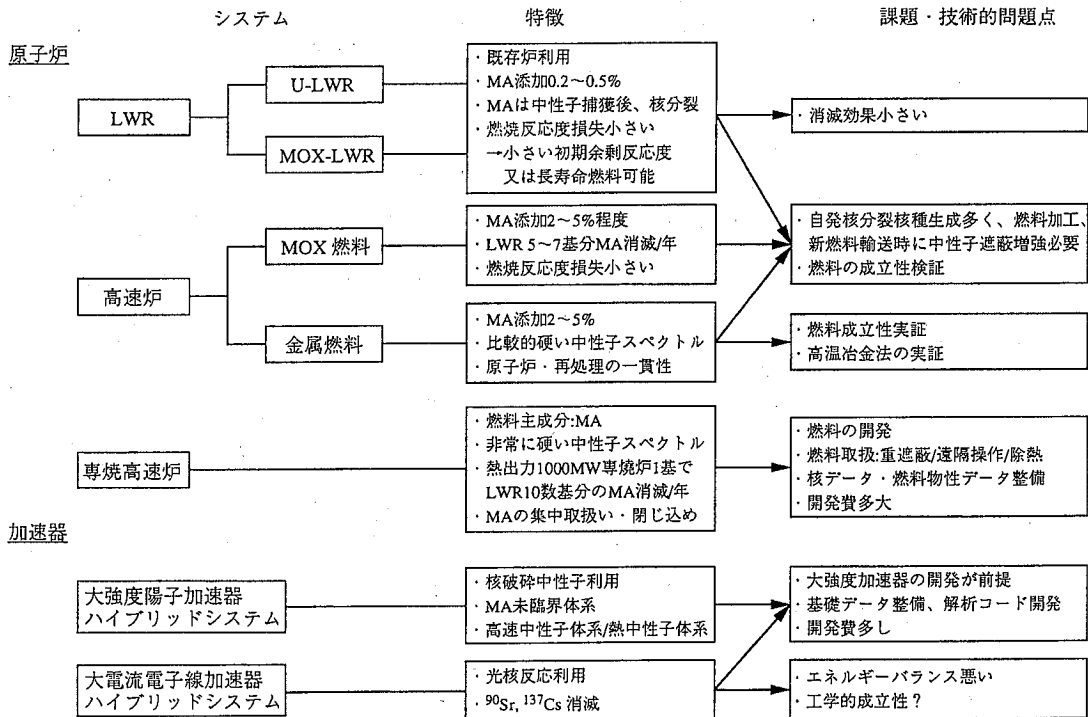 システム
特徴
課題・技術的問題点
原子炉
LWR
U-LWR
MOX-LWR
・既存炉利用
・MA添加0.2~0.5%
・MAは中性子捕獲後、核分裂
・燃焼反応度損失小さい
→小さい初期余剰反応度
又は長寿命燃料可能
・消滅効果小さい
高速炉
MOX 燃料
金属燃料
・MA添加2~5%程度
・LWR 5~7基分MA消滅/年
・燃焼反応度損失小さい
・自発核分裂核種生成多く、燃料加工、
新燃料輸送時に中性子遮蔽増強必要
・燃料の成立性検証
・MA添加2~5%
・比較的硬い中性子スペクトル
・原子炉・再処理の一貫性
・燃料成立性実証
・高温冶金法の実証
専焼高速炉
・燃料主成分:MA
・非常に硬い中性子スペクトル
・熱出力1000MW専焼炉1基で
LWR10数基分のMA消滅/年
・MAの集中取扱い・閉じ込め
・燃料の開発
・燃料取扱:重遮蔽/遠隔操作/除熱
・核データ・燃料物性データ整備
・開発費多大
加速器
大強度陽子加速器
ハイブリッドシステム
・核破砕中性子利用
・MA未臨界体系
・高速中性子体系/熱中性子体系
・大強度加速器の開発が前提
・基礎データ整備、解析コード開発
・開発費多し
大電流電子線加速器
ハイブリッドシステム
・光核反応利用
・⁹⁰Sr, ¹³⁷Cs 消滅
・エネルギーバランス悪い
・工学的成立性?